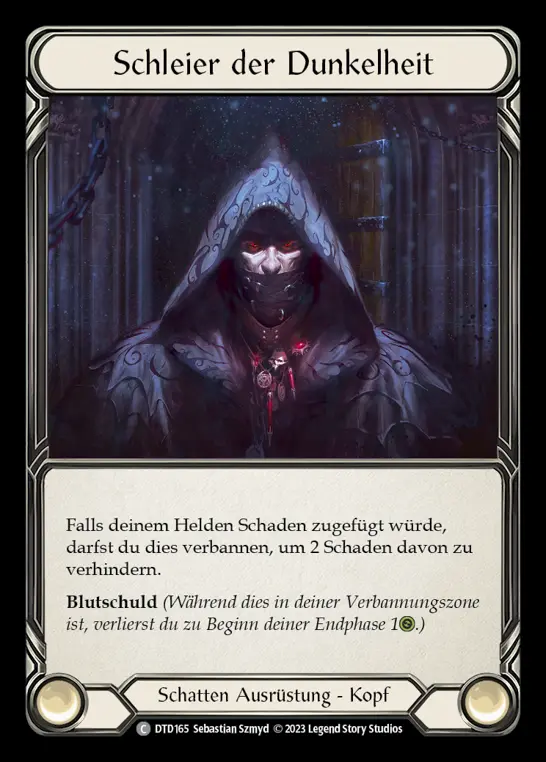 Schleier der Dunkelheit
Falls deinem Helden Schaden zugefügt würde,
darfst du dies verbannen, um 2 Schaden davon zu
verhindern.
Blutschuld (Während dies in deiner Verbannungszone
ist, verlierst du zu Beginn deiner Endphase 1.)
Schatten Ausrüstung - Kopf
C DTD165 Sebastian Szmyd © 2023 Legend Story Studios